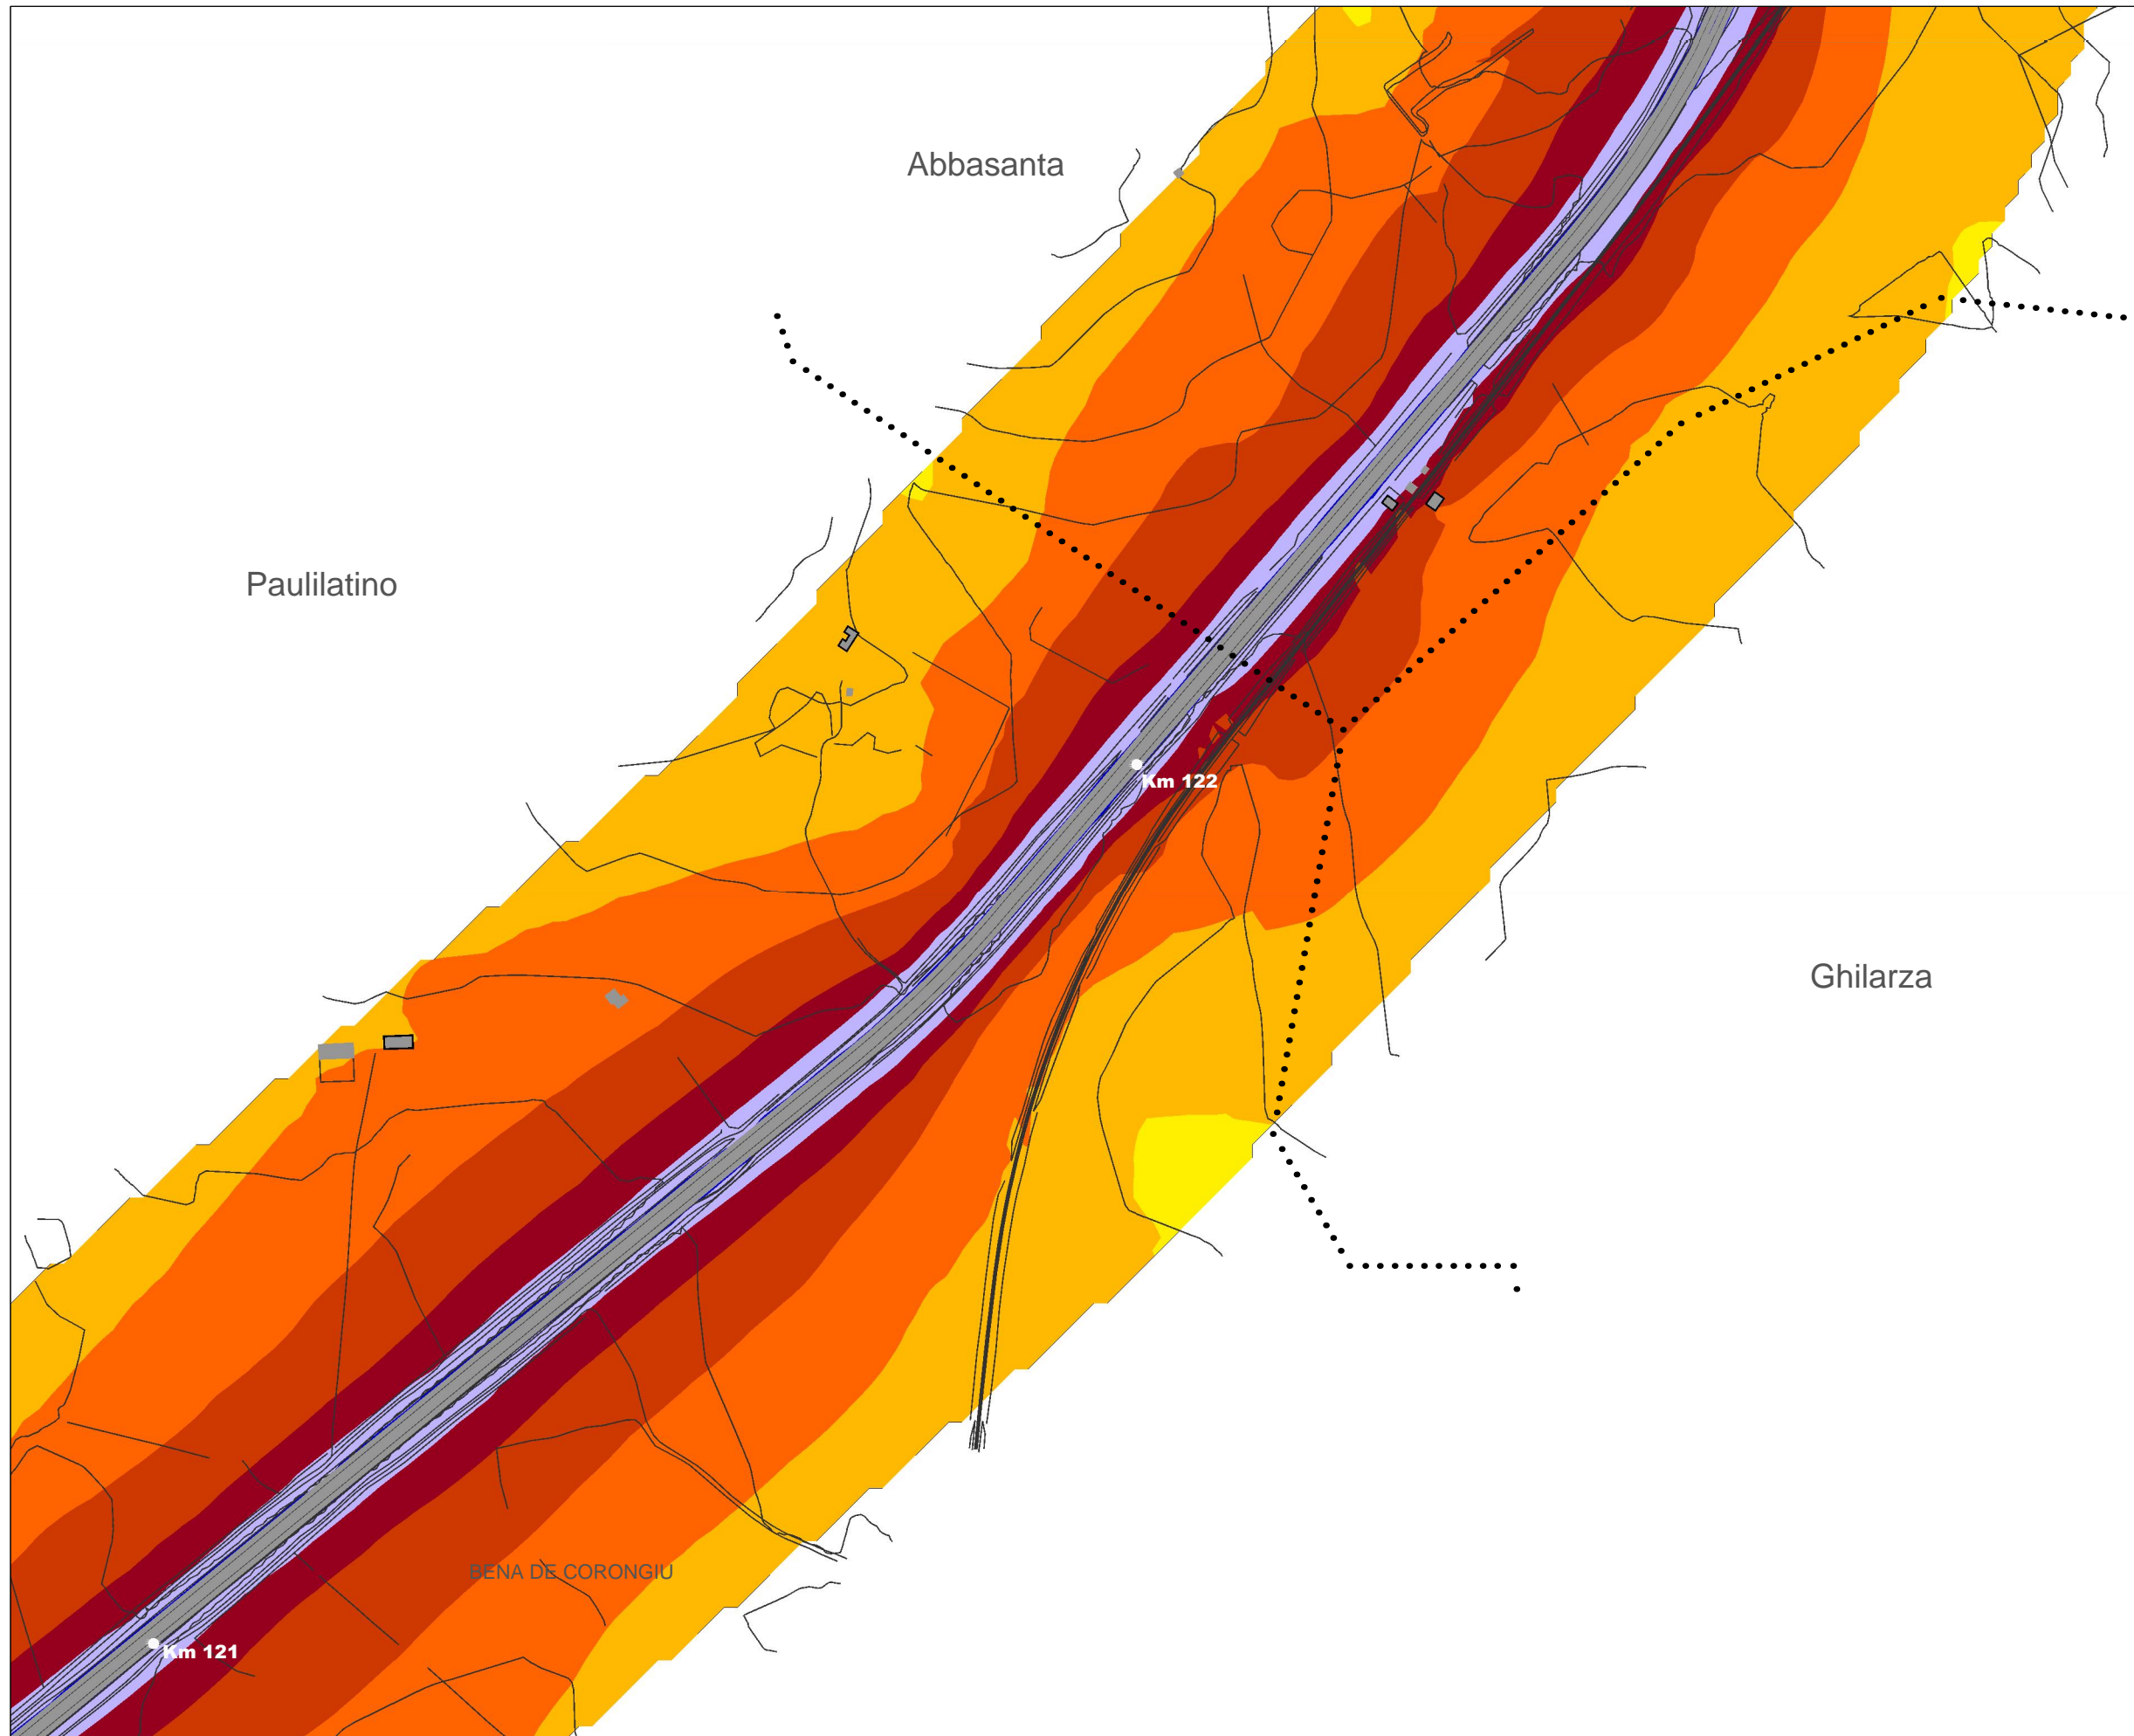 Abbasanta
Paulilatino
Km 122
Ghilarza
BENA DE CORONGIU
Km 121